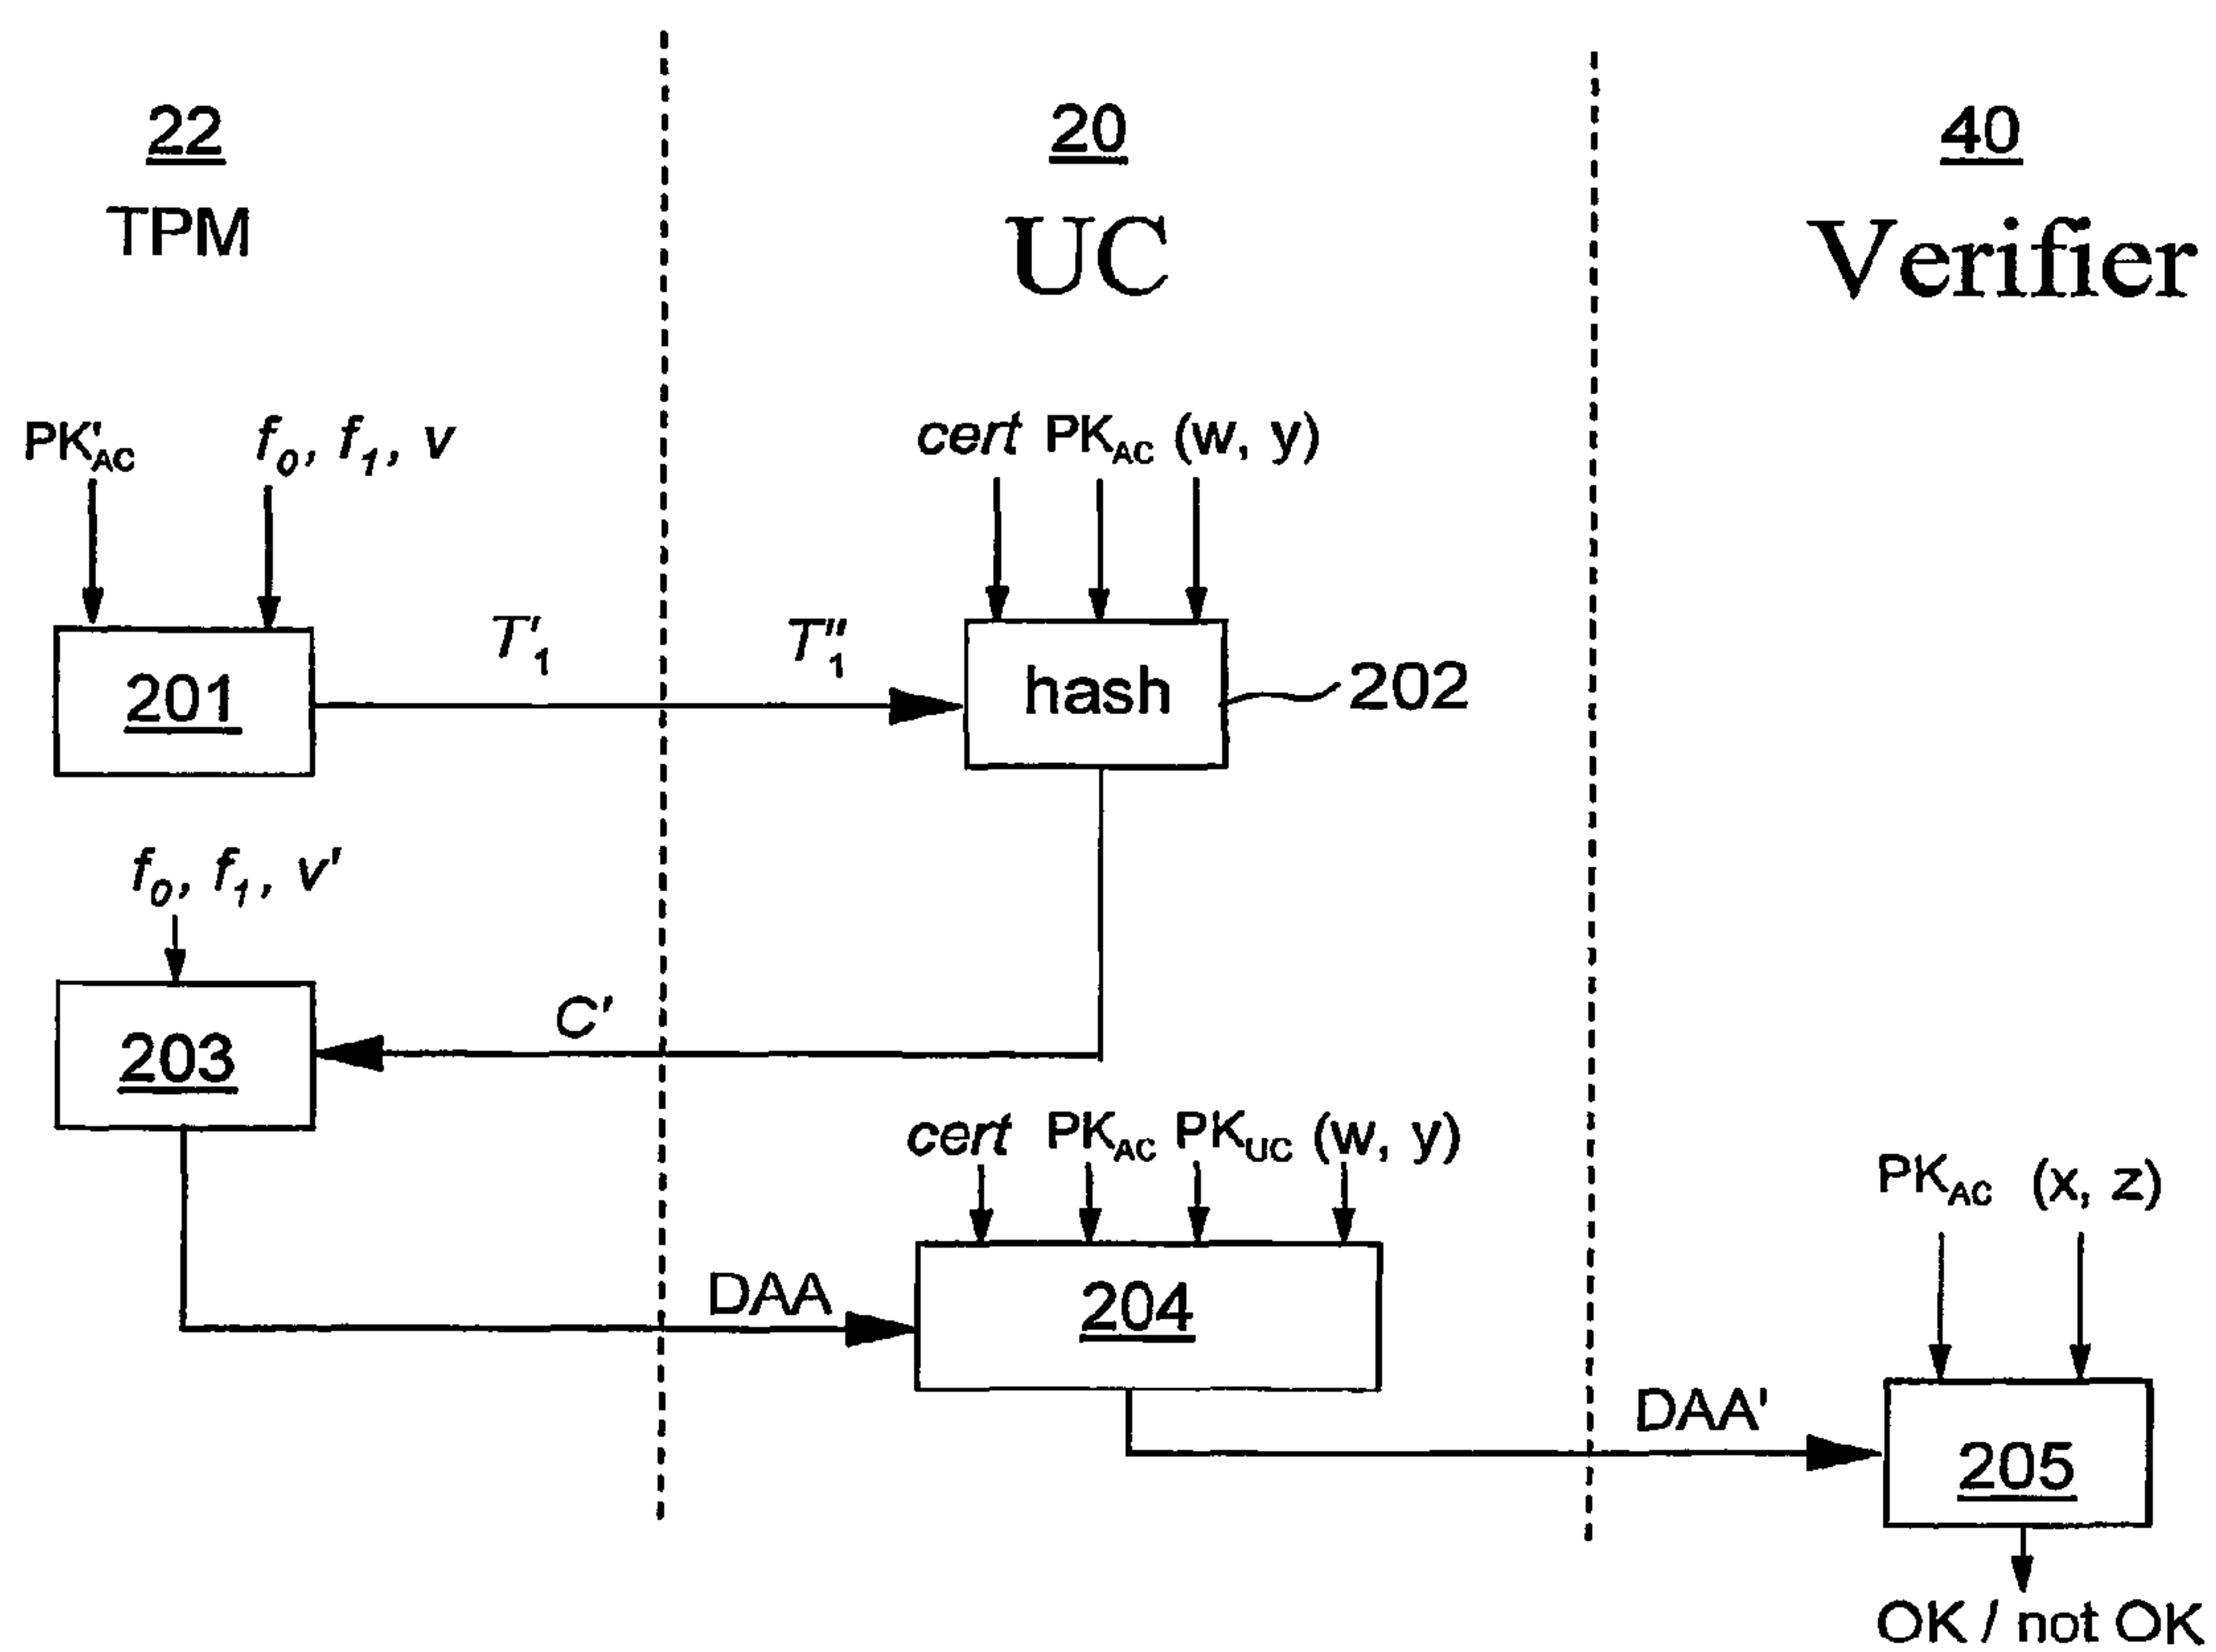 22
TPM
20
UC
40
Verifier
PK'AC
f0, f1, v
cert PKAC (w, y)
201
T'1
T''1
hash
202
f0, f1, v'
203
C'
cert PKAC PKUC (w, y)
204
DAA
PKAC (x, z)
205
DAA'
OK / not OK